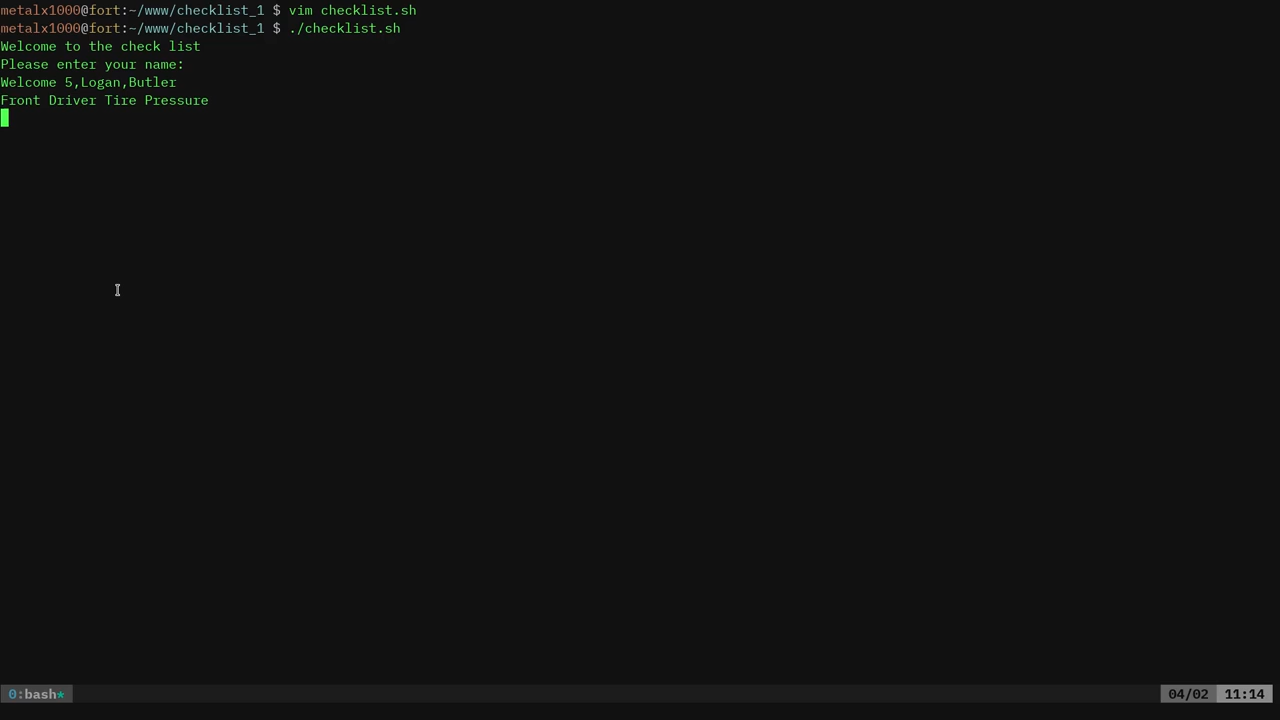 metalx1000@fort:~/www/checklist_1 $ vim checklist.sh
metalx1000@fort:~/www/checklist_1 $ ./checklist.sh
Welcome to the check list
Please enter your name:
Welcome 5,Logan,Butler
Front Driver Tire Pressure
0:bash* 04/02 11:14